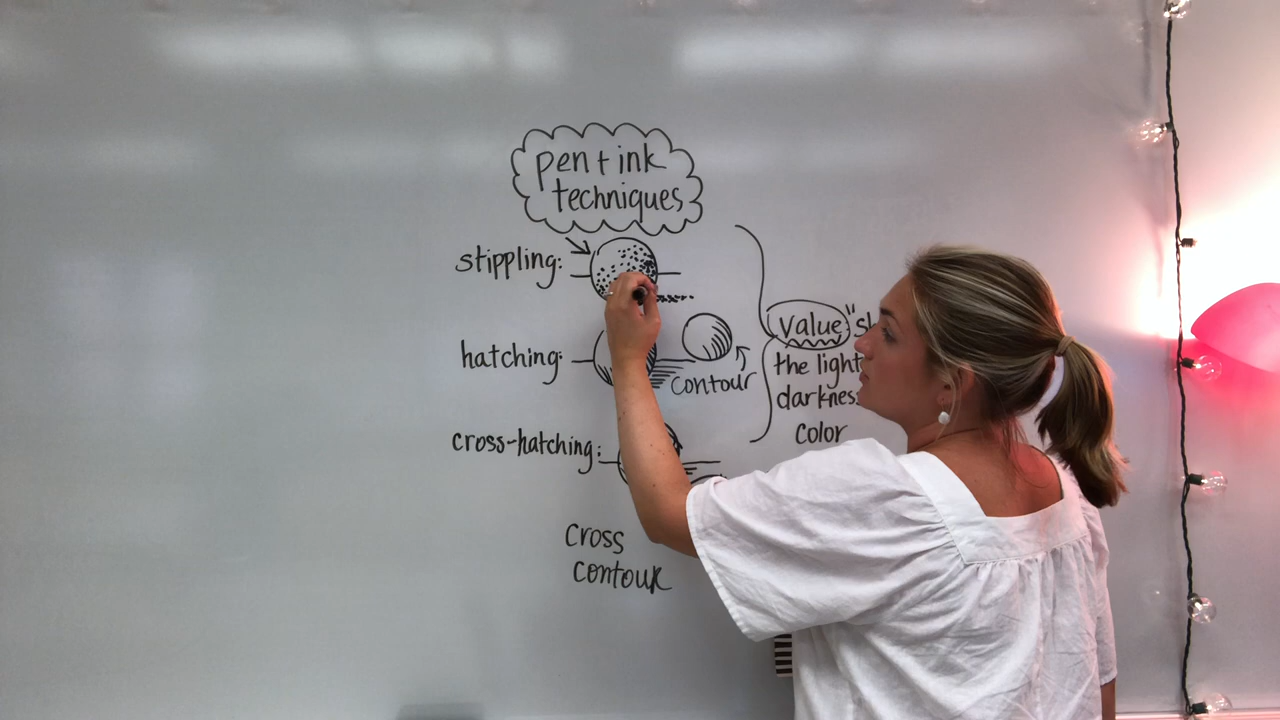 pen + ink
techniques
stippling:
hatching:
contour
cross-hatching:
cross
contour
value
the light
darknes
color